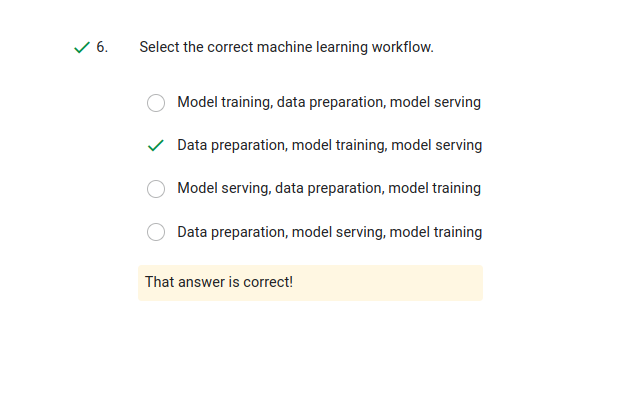 6. Select the correct machine learning workflow.
Model training, data preparation, model serving
Data preparation, model training, model serving
Model serving, data preparation, model training
Data preparation, model serving, model training
That answer is correct!